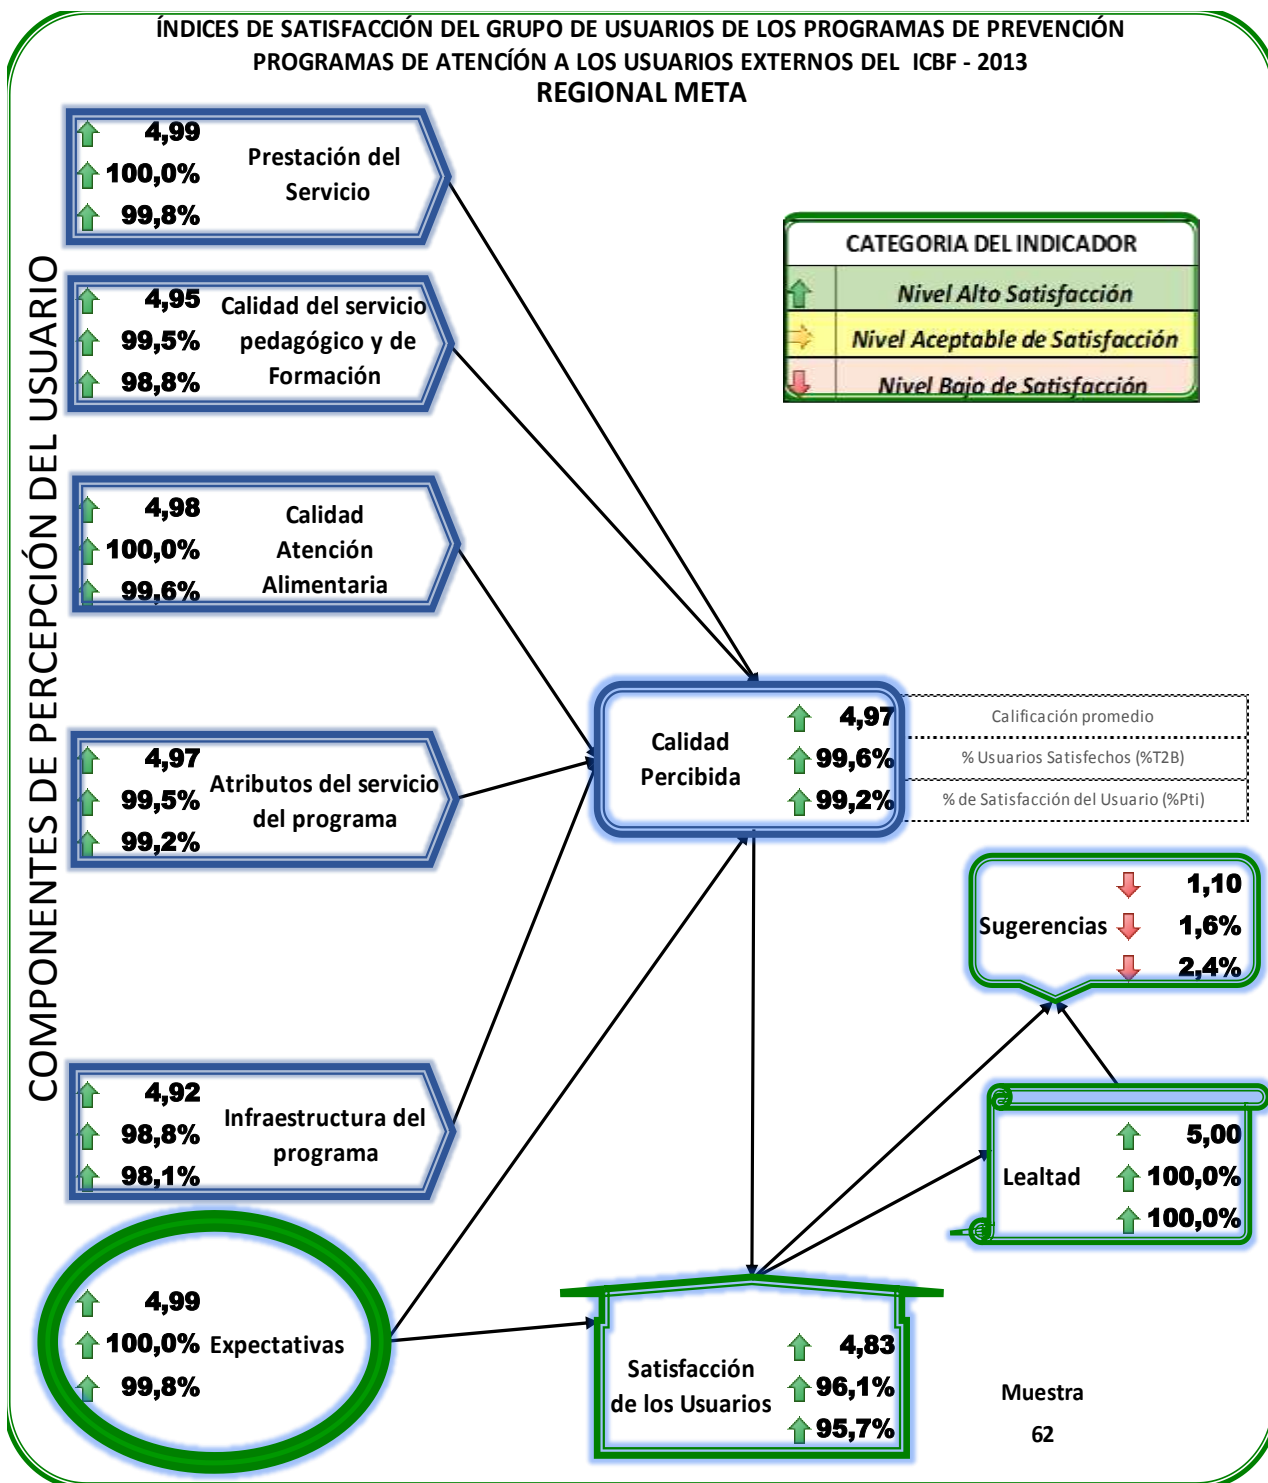 ÍNDICES DE SATISFACCIÓN DEL GRUPO DE USUARIOS DE LOS PROGRAMAS DE PREVENCIÓN
PROGRAMAS DE ATENCÍÓN A LOS USUARIOS EXTERNOS DEL ICBF - 2013
REGIONAL META
COMPONENTES DE PERCEPCIÓN DEL USUARIO
4,99
100,0%
99,8%
Prestación del
Servicio
CATEGORIA DEL INDICADOR
Nivel Alto Satisfacción
Nivel Aceptable de Satisfacción
Nivel Bajo de Satisfacción
4,95
99,5%
98,8%
Calidad del servicio
pedagógico y de
Formación
4,98
100,0%
99,6%
Calidad
Atención
Alimentaria
4,97
99,5%
99,2%
Atributos del servicio
del programa
Calidad
Percibida
4,97
99,6%
99,2%
Calificación promedio
% Usuarios Satisfechos (%T2B)
% de Satisfacción del Usuario (%Pti)
Sugerencias
1,10
1,6%
2,4%
4,92
98,8%
98,1%
Infraestructura del
programa
Lealtad
5,00
100,0%
100,0%
4,99
100,0%
99,8%
Expectativas
Satisfacción
de los Usuarios
4,83
96,1%
95,7%
Muestra
62